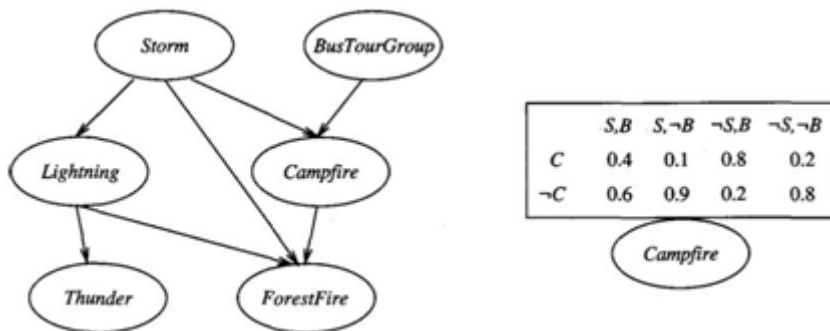 Storm BusTourGroup
Lightning Campfire
Thunder ForestFire
S,B S,¬B ¬S,B ¬S,¬B
C 0.4 0.1 0.8 0.2
¬C 0.6 0.9 0.2 0.8
Campfire